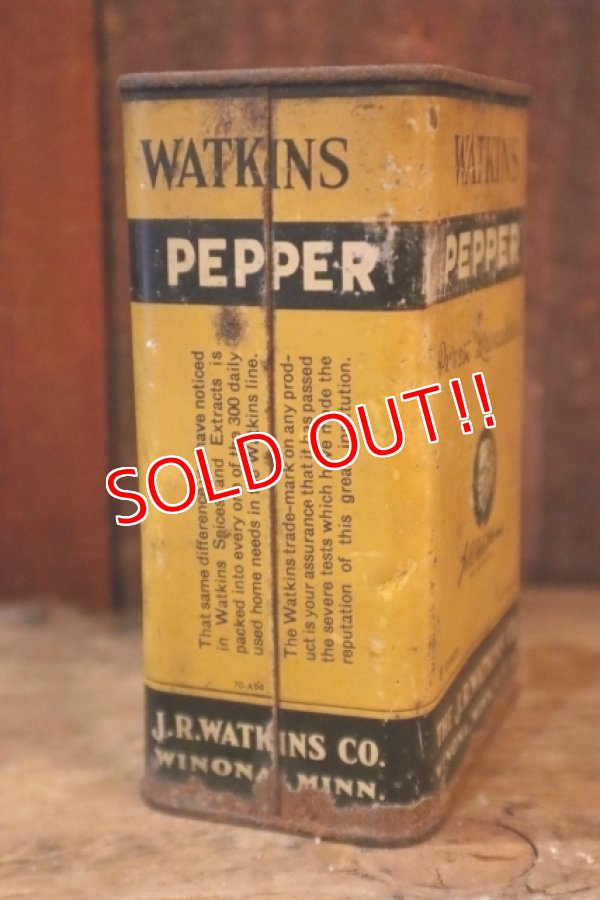 WATKINS
PEPPER
That same difference you have noticed
in Watkins Spices and Extracts is
packed into every one of the 300 daily
used home needs in the Watkins line.
The Watkins trade-mark on any prod-
uct is your assurance that it has passed
the severe tests which have made the
reputation of this great institution.
J.R.WATKINS CO.
WINONA, MINN.
WATKINS
PEPPER
THE J.R.
SOLD OUT!!